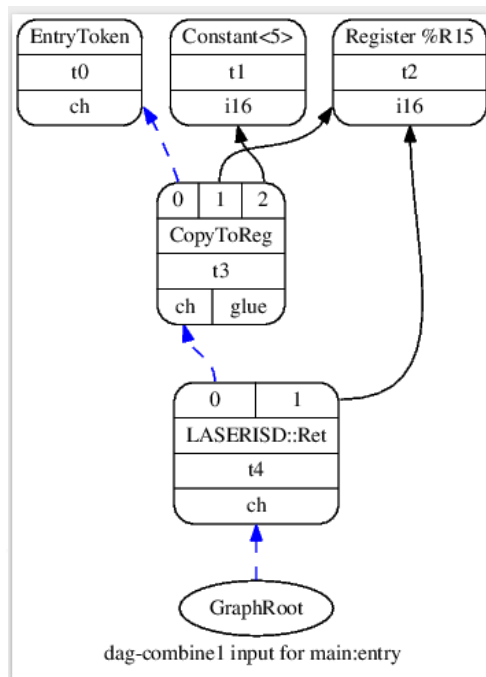 EntryToken
t0
ch
Constant<5>
t1
i16
Register %R15
t2
i16
0 1 2
CopyToReg
t3
ch glue
0 1
LASERISD::Ret
t4
ch
GraphRoot
dag-combine1 input for main:entry